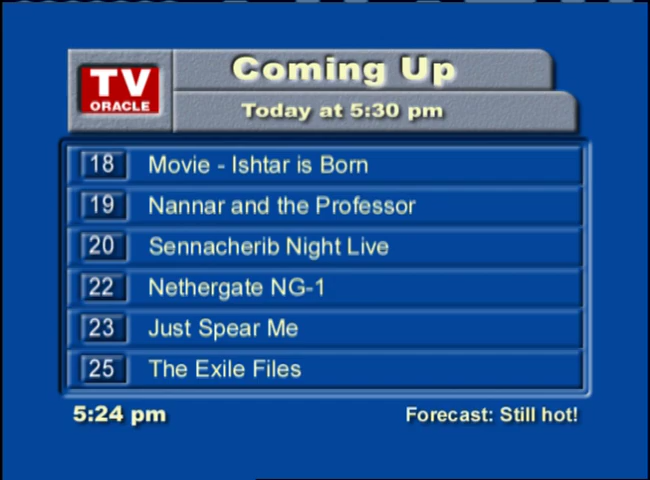 TV
ORACLE
Coming Up
Today at 5:30 pm
18 Movie - Ishtar is Born
19 Nannar and the Professor
20 Sennacherib Night Live
22 Nethergate NG-1
23 Just Spear Me
25 The Exile Files
5:24 pm Forecast: Still hot!